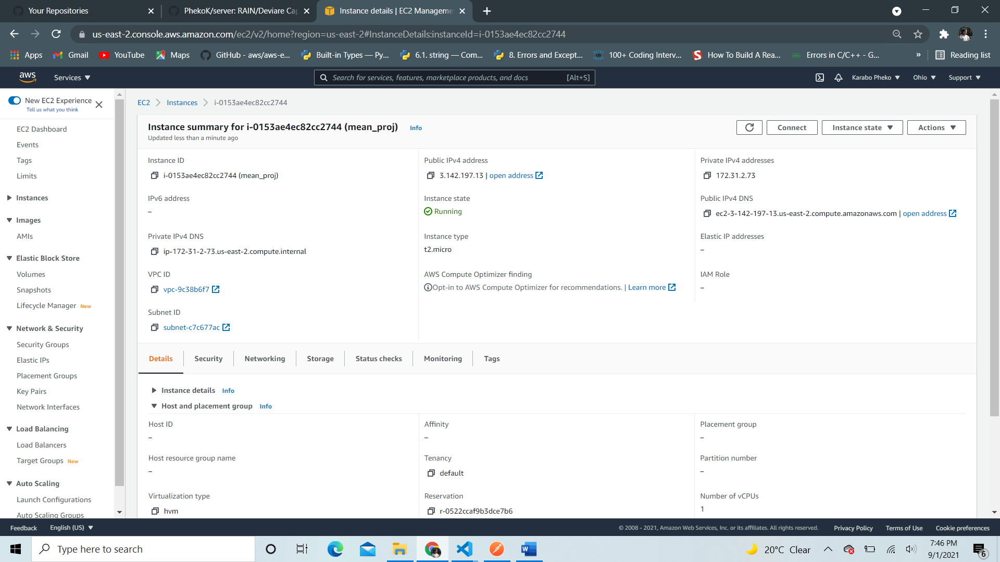 Your Repositories
PhekoK/server: RAIN/Deviare Ca
Instance details | EC2 Manageme
us-east-2.console.aws.amazon.com/ec2/v2/home?region=us-east-2#InstanceDetails:instanceId=i-0153ae4ec82cc2744
Apps
Gmail
YouTube
Maps
GitHub - aws/aws-e...
Built-in Types — Py...
6.1. string — Com...
8. Errors and Except...
100+ Coding Interv...
How To Build A Rea...
Errors in C/C++ - G...
»
Reading list
aws
Services
Search for services, features, marketplace products, and docs
[Alt+S]
Karabo Pheko
Ohio
Support
New EC2 Experience
Tell us what you think
EC2 Dashboard
Events
Tags
Limits
Instances
Images
AMIs
Elastic Block Store
Volumes
Snapshots
Lifecycle Manager New
Network & Security
Security Groups
Elastic IPs
Placement Groups
Key Pairs
Network Interfaces
Load Balancing
Load Balancers
Target Groups New
Auto Scaling
Launch Configurations
Auto Scaling Groups
EC2
Instances
i-0153ae4ec82cc2744
Instance summary for i-0153ae4ec82cc2744 (mean_proj) Info
Updated less than a minute ago
Connect
Instance state
Actions
Instance ID
i-0153ae4ec82cc2744 (mean_proj)
Public IPv4 address
3.142.197.13 | open address
Private IPv4 addresses
172.31.2.73
IPv6 address
–
Instance state
Running
Public IPv4 DNS
ec2-3-142-197-13.us-east-2.compute.amazonaws.com | open address
Private IPv4 DNS
ip-172-31-2-73.us-east-2.compute.internal
Instance type
t2.micro
Elastic IP addresses
–
VPC ID
vpc-9c38b6f7
AWS Compute Optimizer finding
Opt-in to AWS Compute Optimizer for recommendations. | Learn more
IAM Role
–
Subnet ID
subnet-c7c677ac
Details
Security
Networking
Storage
Status checks
Monitoring
Tags
Instance details Info
Host and placement group Info
Host ID
–
Affinity
–
Placement group
–
Host resource group name
–
Tenancy
default
Partition number
–
Virtualization type
hvm
Reservation
r-0522ccaf9b3dce7b6
Number of vCPUs
1
Feedback
English (US)
© 2008 - 2021, Amazon Web Services, Inc. or its affiliates. All rights reserved.
Privacy Policy
Terms of Use
Cookie preferences
Type here to search
20°C Clear
7:46 PM
9/1/2021
6